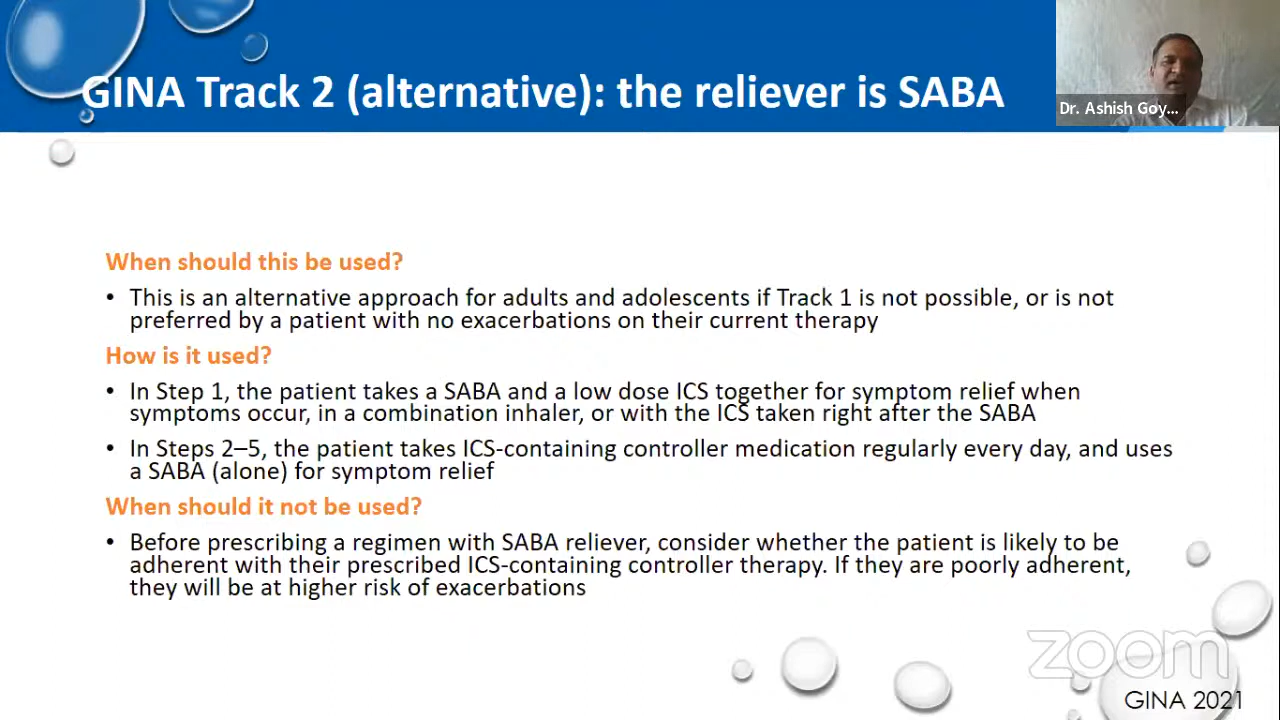 GINA Track 2 (alternative): the reliever is SABA
Dr. Ashish Goy...
When should this be used?
• This is an alternative approach for adults and adolescents if Track 1 is not possible, or is not
preferred by a patient with no exacerbations on their current therapy
How is it used?
• In Step 1, the patient takes a SABA and a low dose ICS together for symptom relief when
symptoms occur, in a combination inhaler, or with the ICS taken right after the SABA
• In Steps 2–5, the patient takes ICS-containing controller medication regularly every day, and uses
a SABA (alone) for symptom relief
When should it not be used?
• Before prescribing a regimen with SABA reliever, consider whether the patient is likely to be
adherent with their prescribed ICS-containing controller therapy. If they are poorly adherent,
they will be at higher risk of exacerbations
zoom
GINA 2021